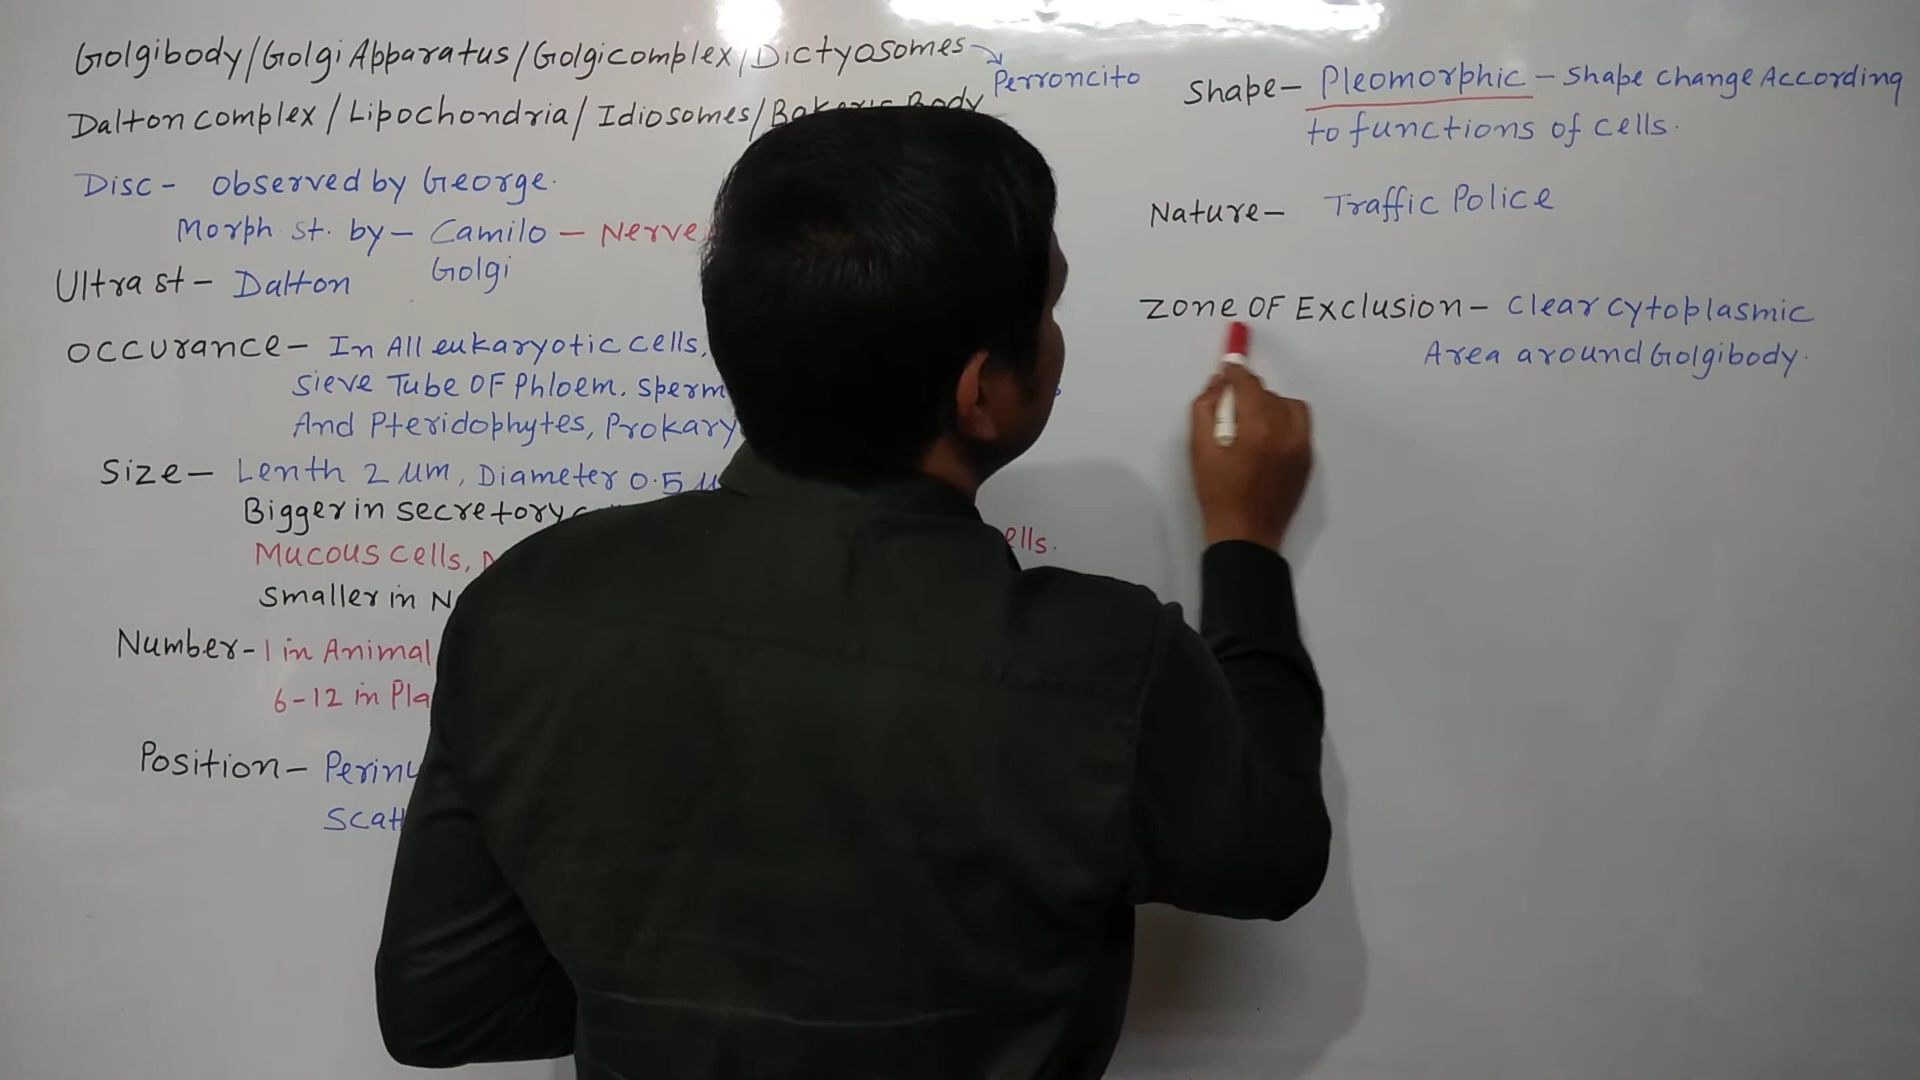 Golgibody/Golgi Apparatus/Golgicomplex/Dictyosomes
Perroncito
Dalton complex/Lipochondria/Idiosomes/Baker's Body
Disc- observed by George.
Morph st. by- Camilo - Nerve
Golgi
Ultra st- Dalton
Occurance- In All eukaryotic cells,
Sieve Tube OF Phloem. Sperm
And Pteridophytes, Prokary
Size- Lenth 2 µm, Diameter 0.5 µ
Bigger in secretory
Mucous cells, ells.
Smaller in N
Number- 1 in Animal
6-12 in Pla
Position- Perinu
Scatt
Shape- Pleomorphic - Shape change According
to functions of cells.
Nature- Traffic Police
Zone OF Exclusion- Clear cytoplasmic
Area around Golgibody.